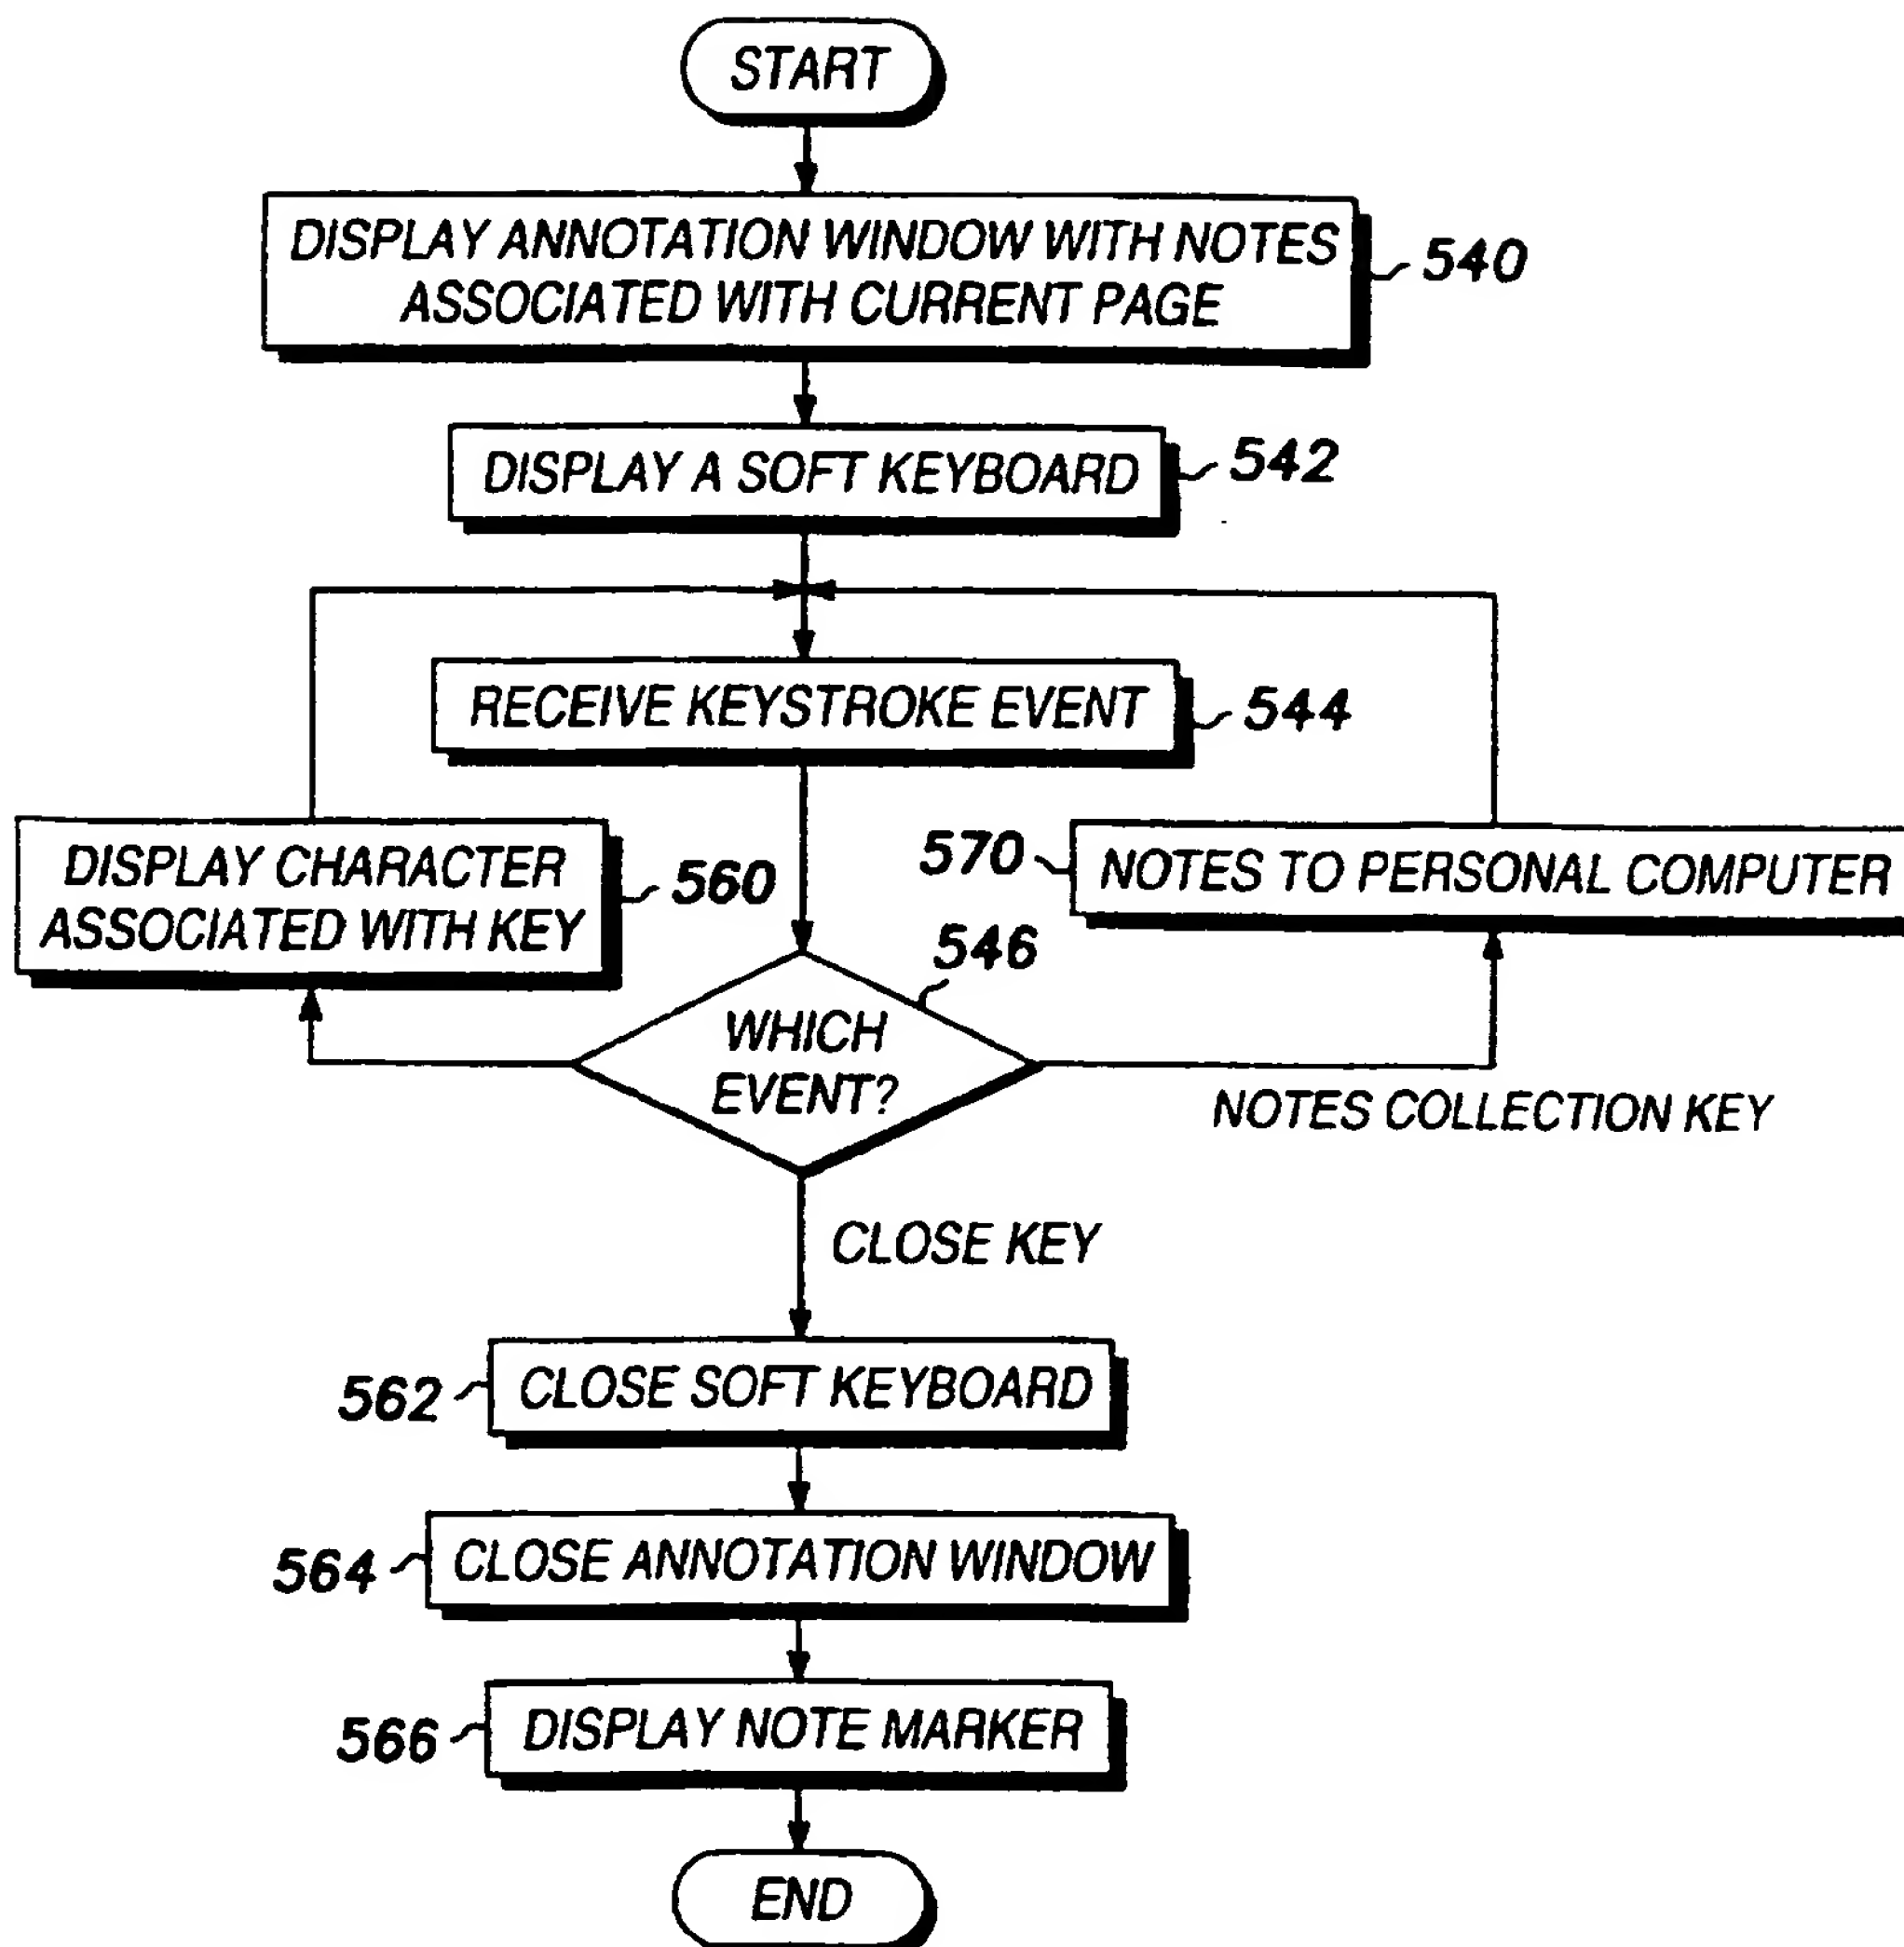 START
DISPLAY ANNOTATION WINDOW WITH NOTES
ASSOCIATED WITH CURRENT PAGE
540
DISPLAY A SOFT KEYBOARD
542
RECEIVE KEYSTROKE EVENT
544
DISPLAY CHARACTER
ASSOCIATED WITH KEY
560
570
NOTES TO PERSONAL COMPUTER
546
WHICH
EVENT?
NOTES COLLECTION KEY
CLOSE KEY
562
CLOSE SOFT KEYBOARD
564
CLOSE ANNOTATION WINDOW
566
DISPLAY NOTE MARKER
END